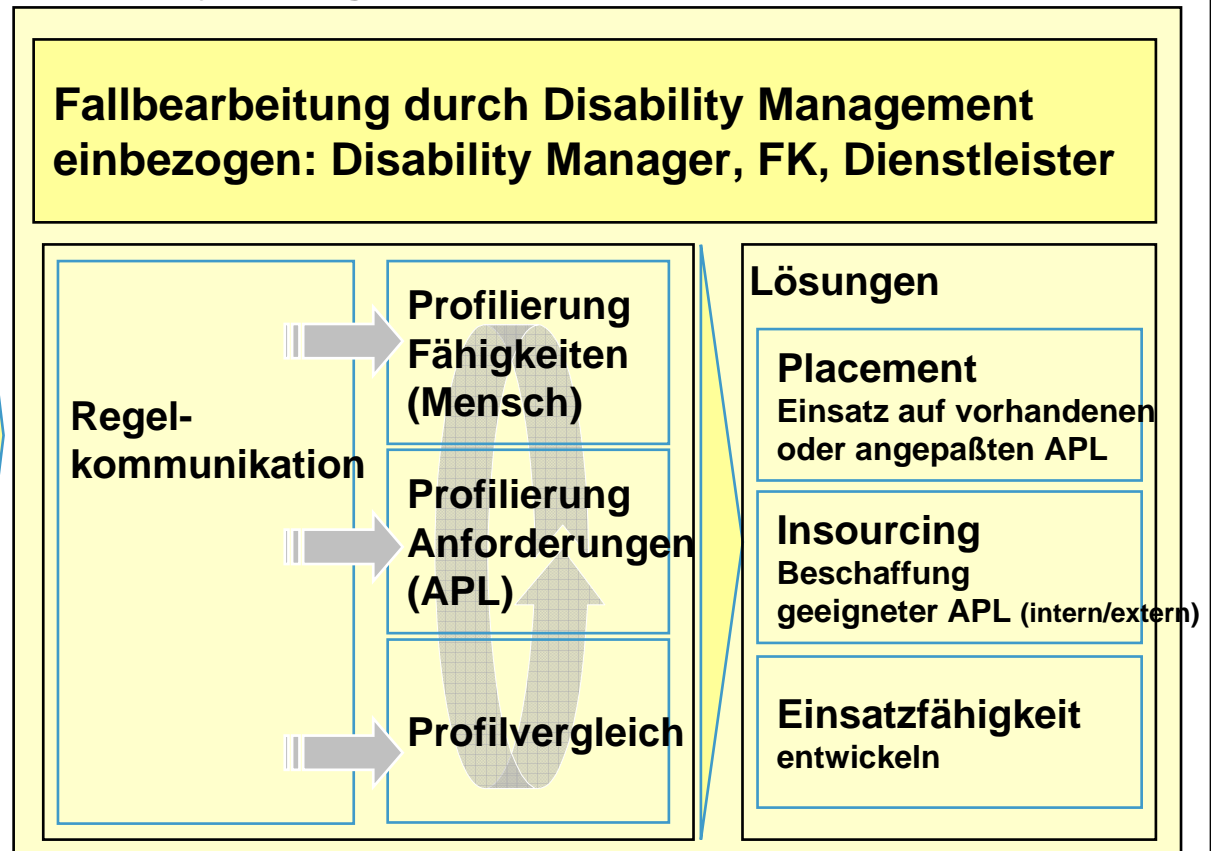 Fallbearbeitung durch Disability Management
einbezogen: Disability Manager, FK, Dienstleister
Regel-
kommunikation
Profilierung
Fähigkeiten
(Mensch)
Profilierung
Anforderungen
(APL)
Profilvergleich
Lösungen
Placement
Einsatz auf vorhandenen
oder angepaßten APL
Insourcing
Beschaffung
geeigneter APL (intern/extern)
Einsatzfähigkeit
entwickeln